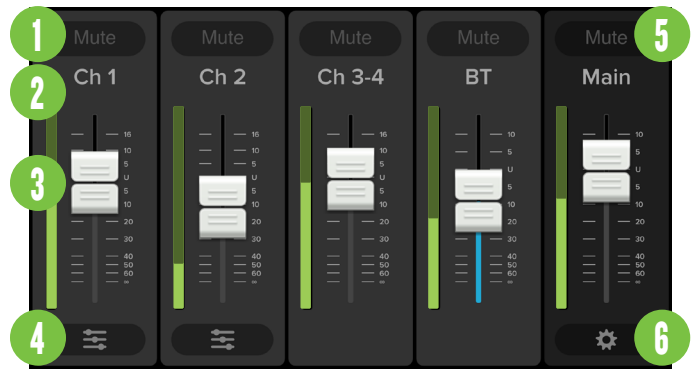 1 Mute Mute Mute Mute Mute 5
2 Ch 1 Ch 2 Ch 3-4 BT Main
16 16 16 10 10
10 10 10 5 5
5 5 5 U U
3 U U U 5 5
5 5 5 10 10
10 10 10 20 20
20 20 20 30 30
30 30 30 40 40
40 40 40 50 50
50 50 50 60 60
60 60 60 ∞ ∞
∞ ∞ ∞
4 6